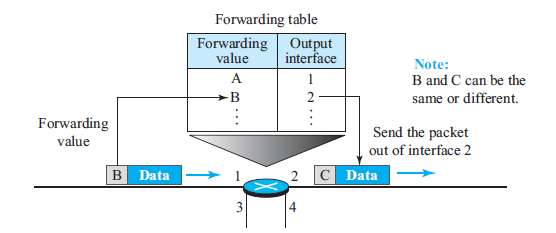 Forwarding table
Forwarding value
Output interface
A 1
B 2
⋮ ⋮
Note:
B and C can be the
same or different.
Forwarding
value
Send the packet
out of interface 2
B Data
1
2
C Data
3
4